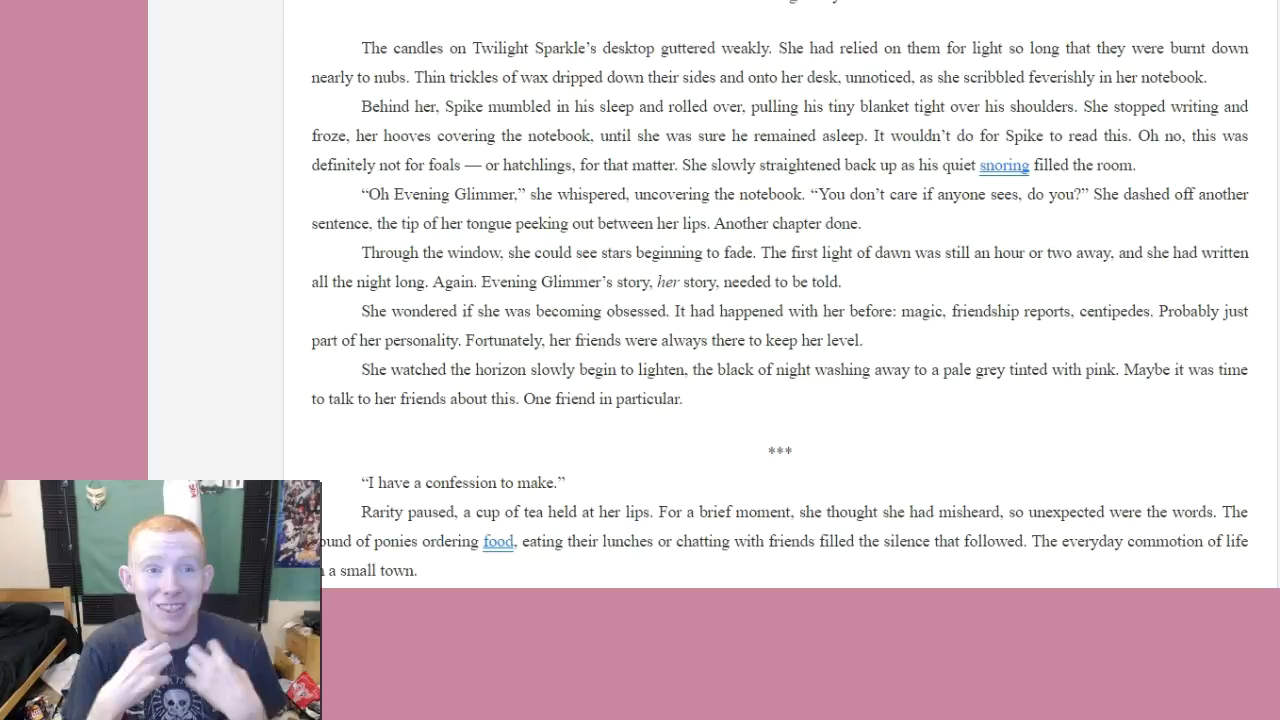 The candles on Twilight Sparkle’s desktop guttered weakly. She had relied on them for light so long that they were burnt down
nearly to nubs. Thin trickles of wax dripped down their sides and onto her desk, unnoticed, as she scribbled feverishly in her notebook.
Behind her, Spike mumbled in his sleep and rolled over, pulling his tiny blanket tight over his shoulders. She stopped writing and
froze, her hooves covering the notebook, until she was sure he remained asleep. It wouldn’t do for Spike to read this. Oh no, this was
definitely not for foals — or hatchlings, for that matter. She slowly straightened back up as his quiet snoring filled the room.
“Oh Evening Glimmer,” she whispered, uncovering the notebook. “You don’t care if anyone sees, do you?” She dashed off another
sentence, the tip of her tongue peeking out between her lips. Another chapter done.
Through the window, she could see stars beginning to fade. The first light of dawn was still an hour or two away, and she had written
all the night long. Again. Evening Glimmer’s story, her story, needed to be told.
She wondered if she was becoming obsessed. It had happened with her before: magic, friendship reports, centipedes. Probably just
part of her personality. Fortunately, her friends were always there to keep her level.
She watched the horizon slowly begin to lighten, the black of night washing away to a pale grey tinted with pink. Maybe it was time
to talk to her friends about this. One friend in particular.
***
“I have a confession to make.”
Rarity paused, a cup of tea held at her lips. For a brief moment, she thought she had misheard, so unexpected were the words. The
ound of ponies ordering food, eating their lunches or chatting with friends filled the silence that followed. The everyday commotion of life
a small town.